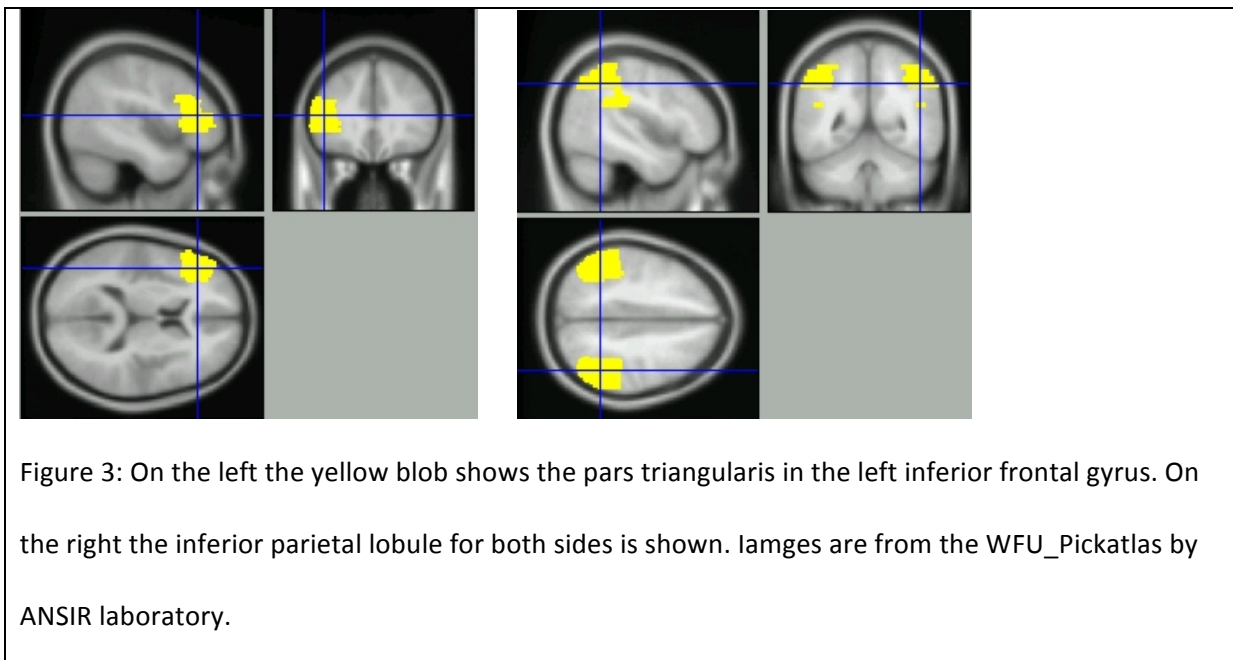 Figure 3: On the left the yellow blob shows the pars triangularis in the left inferior frontal gyrus. On
the right the inferior parietal lobule for both sides is shown. Iamges are from the WFU_Pickatlas by
ANSIR laboratory.